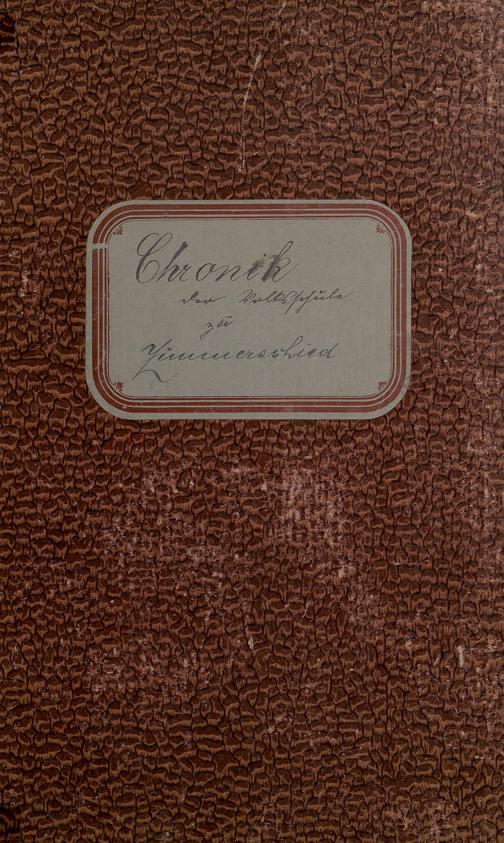 Chronik
der Volksschule
zu
Zimmerschied